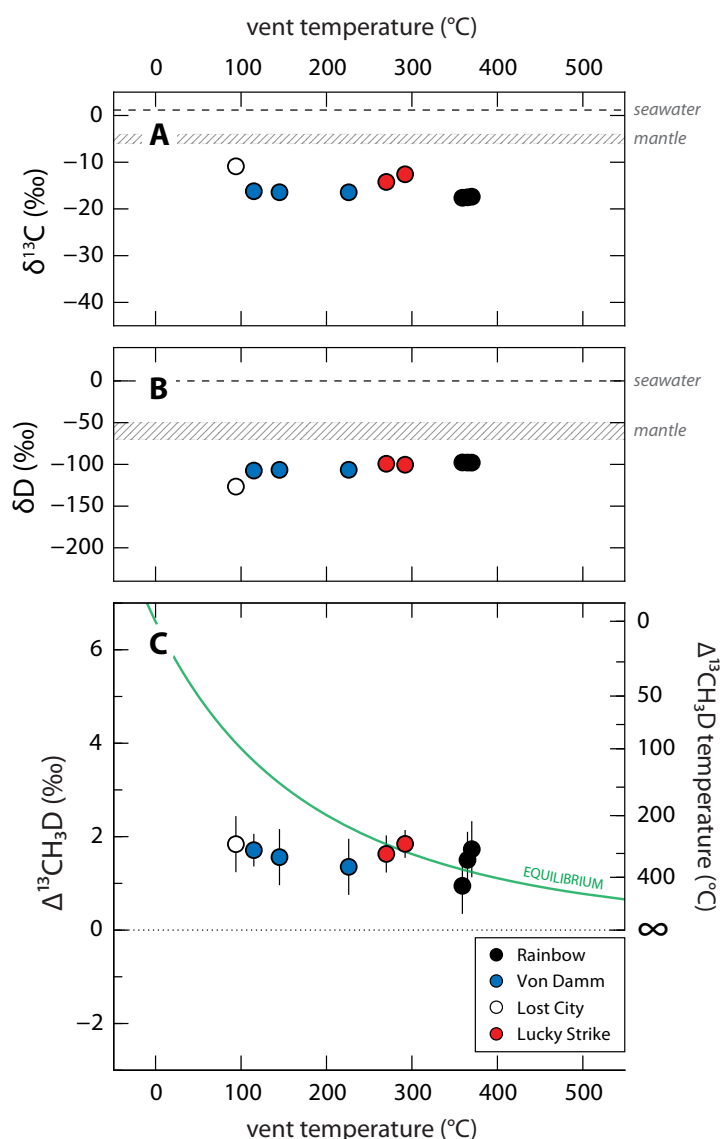 vent temperature (°C)
0 100 200 300 400 500
A
δ¹³C (‰)
0
−10
−20
−30
−40
seawater
mantle
B
δD (‰)
0
−50
−100
−150
−200
seawater
mantle
C
Δ¹³CH₃D (‰)
6
4
2
0
−2
Δ¹³CH₃D temperature (°C)
0
50
100
200
400
∞
EQUILIBRIUM
Rainbow
Von Damm
Lost City
Lucky Strike
0 100 200 300 400 500
vent temperature (°C)